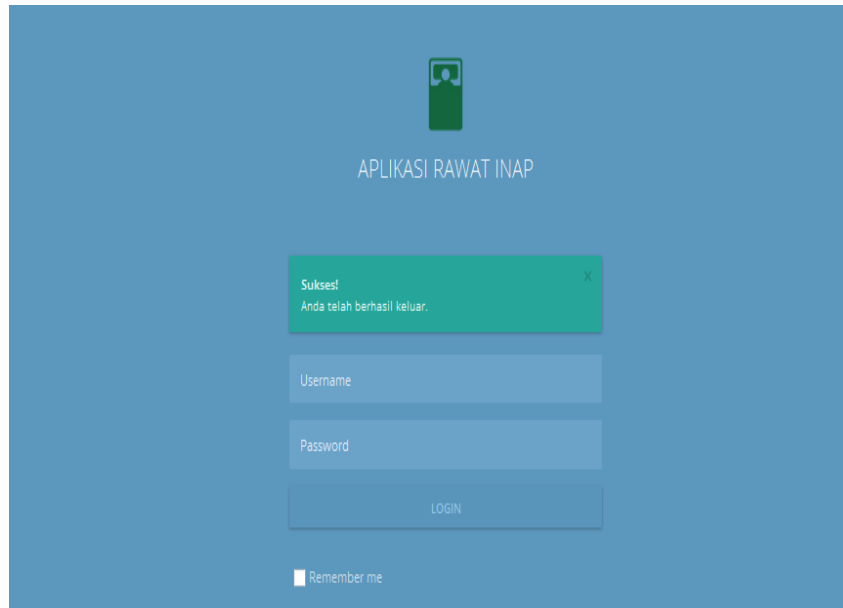 APLIKASI RAWAT INAP
Sukses!
X
Anda telah berhasil keluar.
Username
Password
LOGIN
Remember me